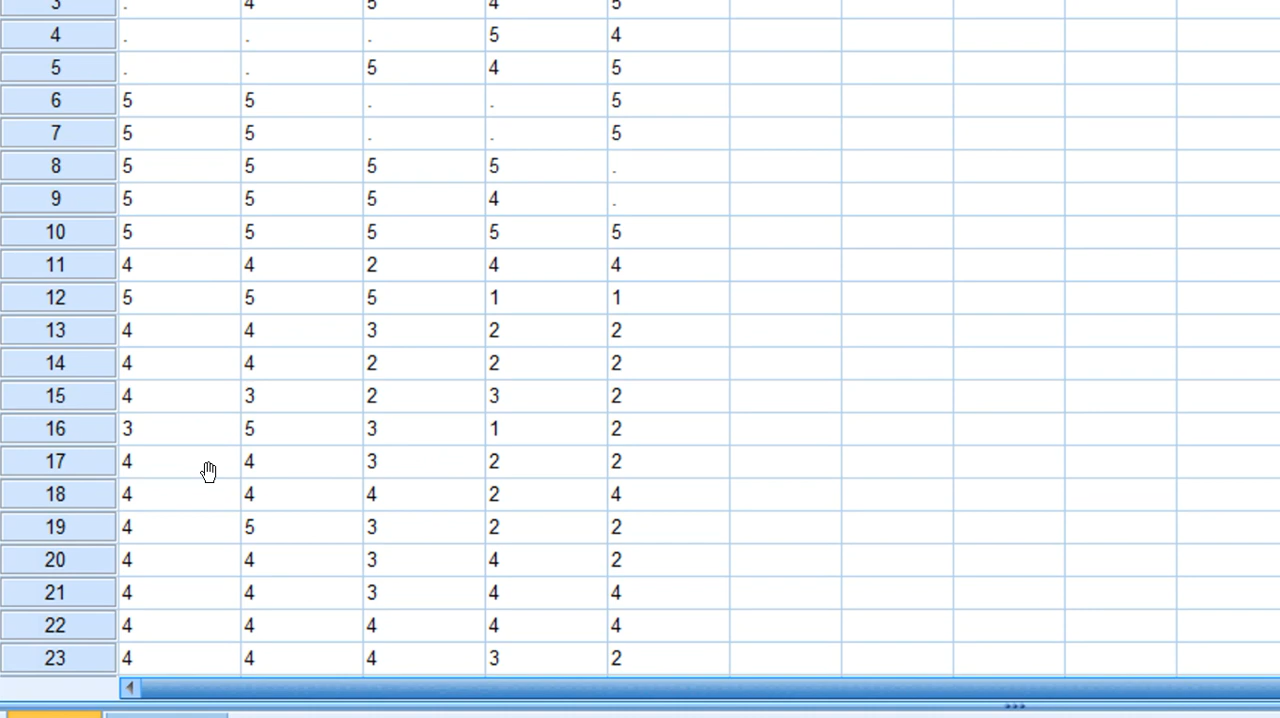 3 . 4 5 4 5
4 . . . 5 4
5 . . 5 4 5
6 5 5 . . 5
7 5 5 . . 5
8 5 5 5 5 .
9 5 5 5 4 .
10 5 5 5 5 5
11 4 4 2 4 4
12 5 5 5 1 1
13 4 4 3 2 2
14 4 4 2 2 2
15 4 3 2 3 2
16 3 5 3 1 2
17 4 4 3 2 2
18 4 4 4 2 4
19 4 5 3 2 2
20 4 4 3 4 2
21 4 4 3 4 4
22 4 4 4 4 4
23 4 4 4 3 2